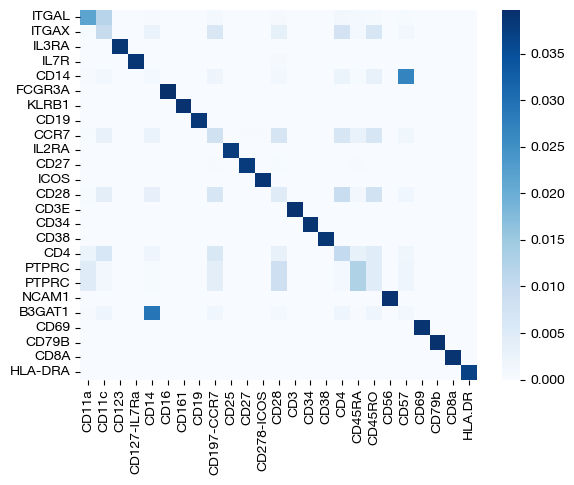 ITGAL
ITGAX
IL3RA
IL7R
CD14
FCGR3A
KLRB1
CD19
CCR7
IL2RA
CD27
ICOS
CD28
CD3E
CD34
CD38
CD4
PTPRC
PTPRC
NCAM1
B3GAT1
CD69
CD79B
CD8A
HLA-DRA
CD11a
CD11c
CD123
CD127-IL7Ra
CD14
CD16
CD161
CD19
CD197-CCR7
CD25
CD27
CD278-ICOS
CD28
CD3
CD34
CD38
CD4
CD45RA
CD45RO
CD56
CD57
CD69
CD79b
CD8a
HLA.DR
0.035
0.030
0.025
0.020
0.015
0.010
0.005
0.000